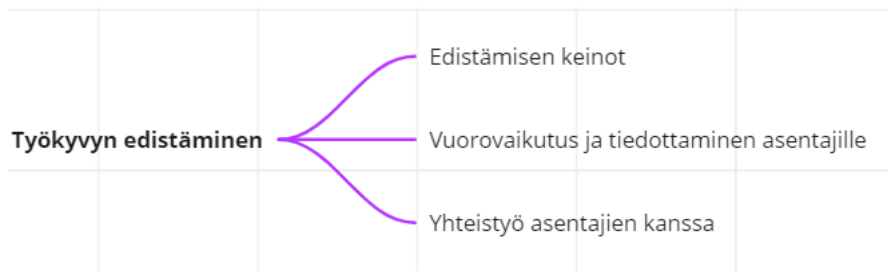 Edistämisen keinot
Työkyvyn edistäminen
Vuorovaikutus ja tiedottaminen asentajille
Yhteistyö asentajien kanssa